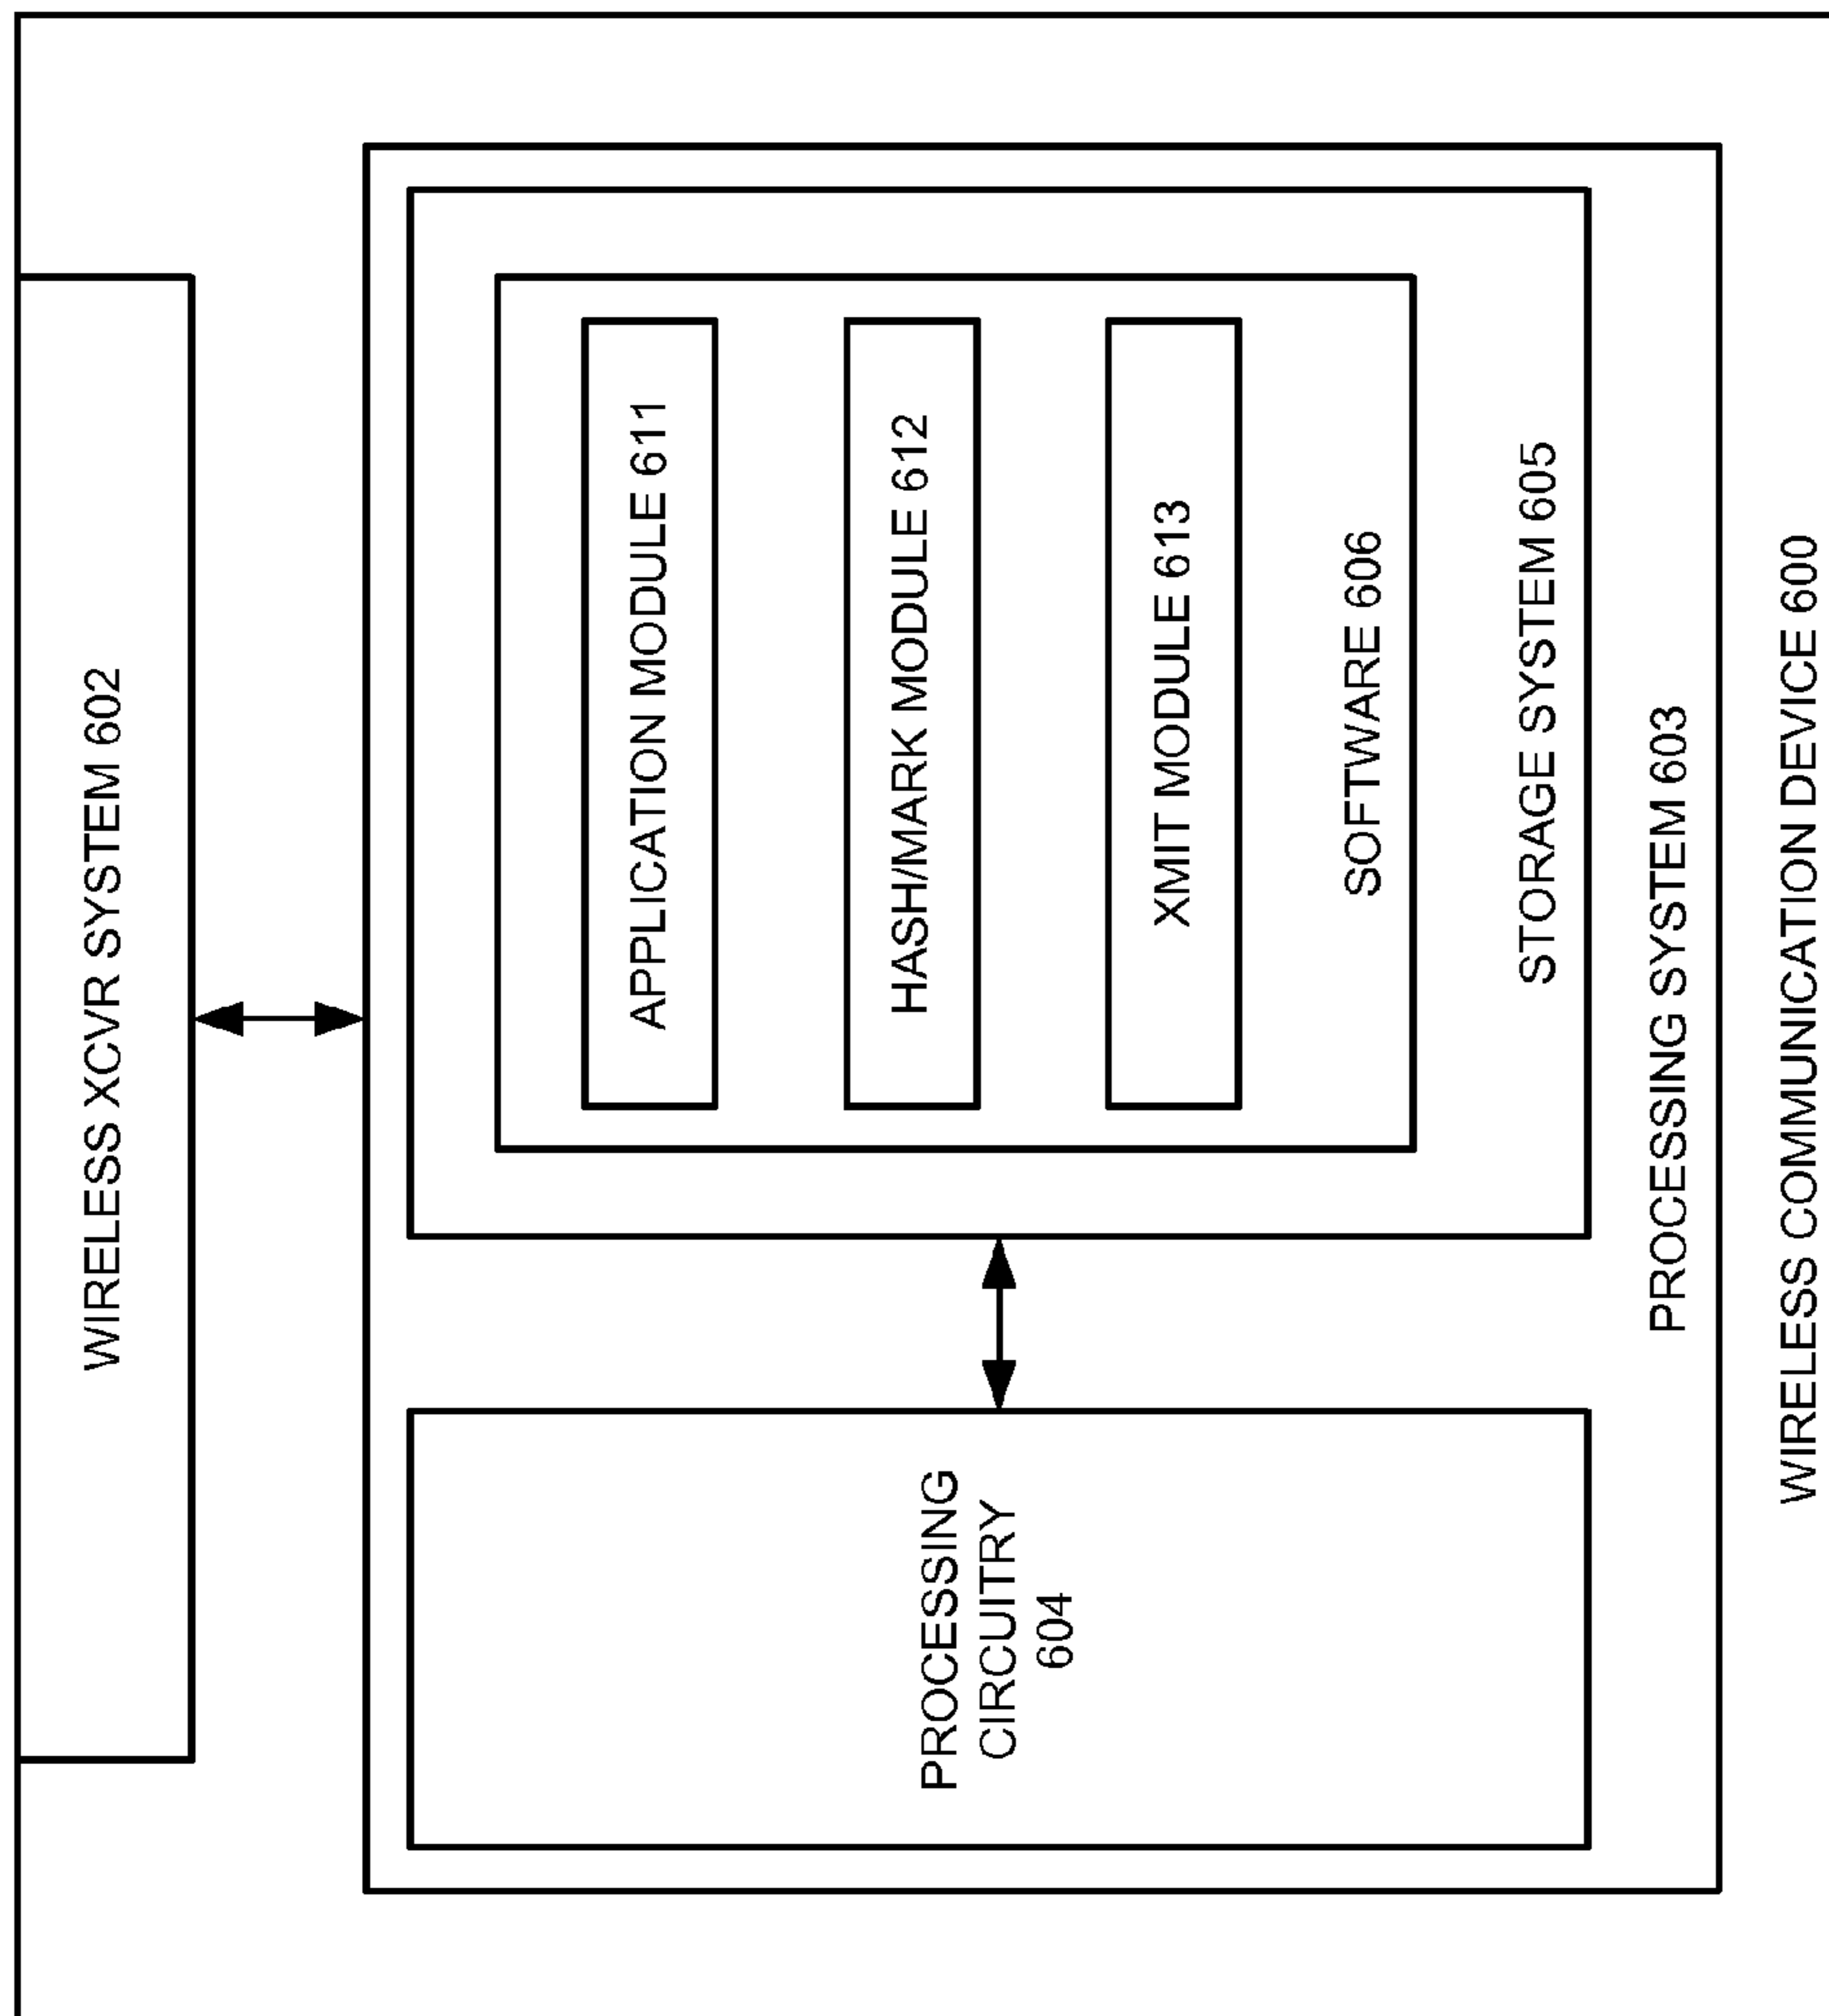 WIRELESS XCVR SYSTEM 602
PROCESSING
CIRCUITRY
604
APPLICATION MODULE 611
HASH/MARK MODULE 612
XMIT MODULE 613
SOFTWARE 606
STORAGE SYSTEM 605
PROCESSING SYSTEM 603
WIRELESS COMMUNICATION DEVICE 600